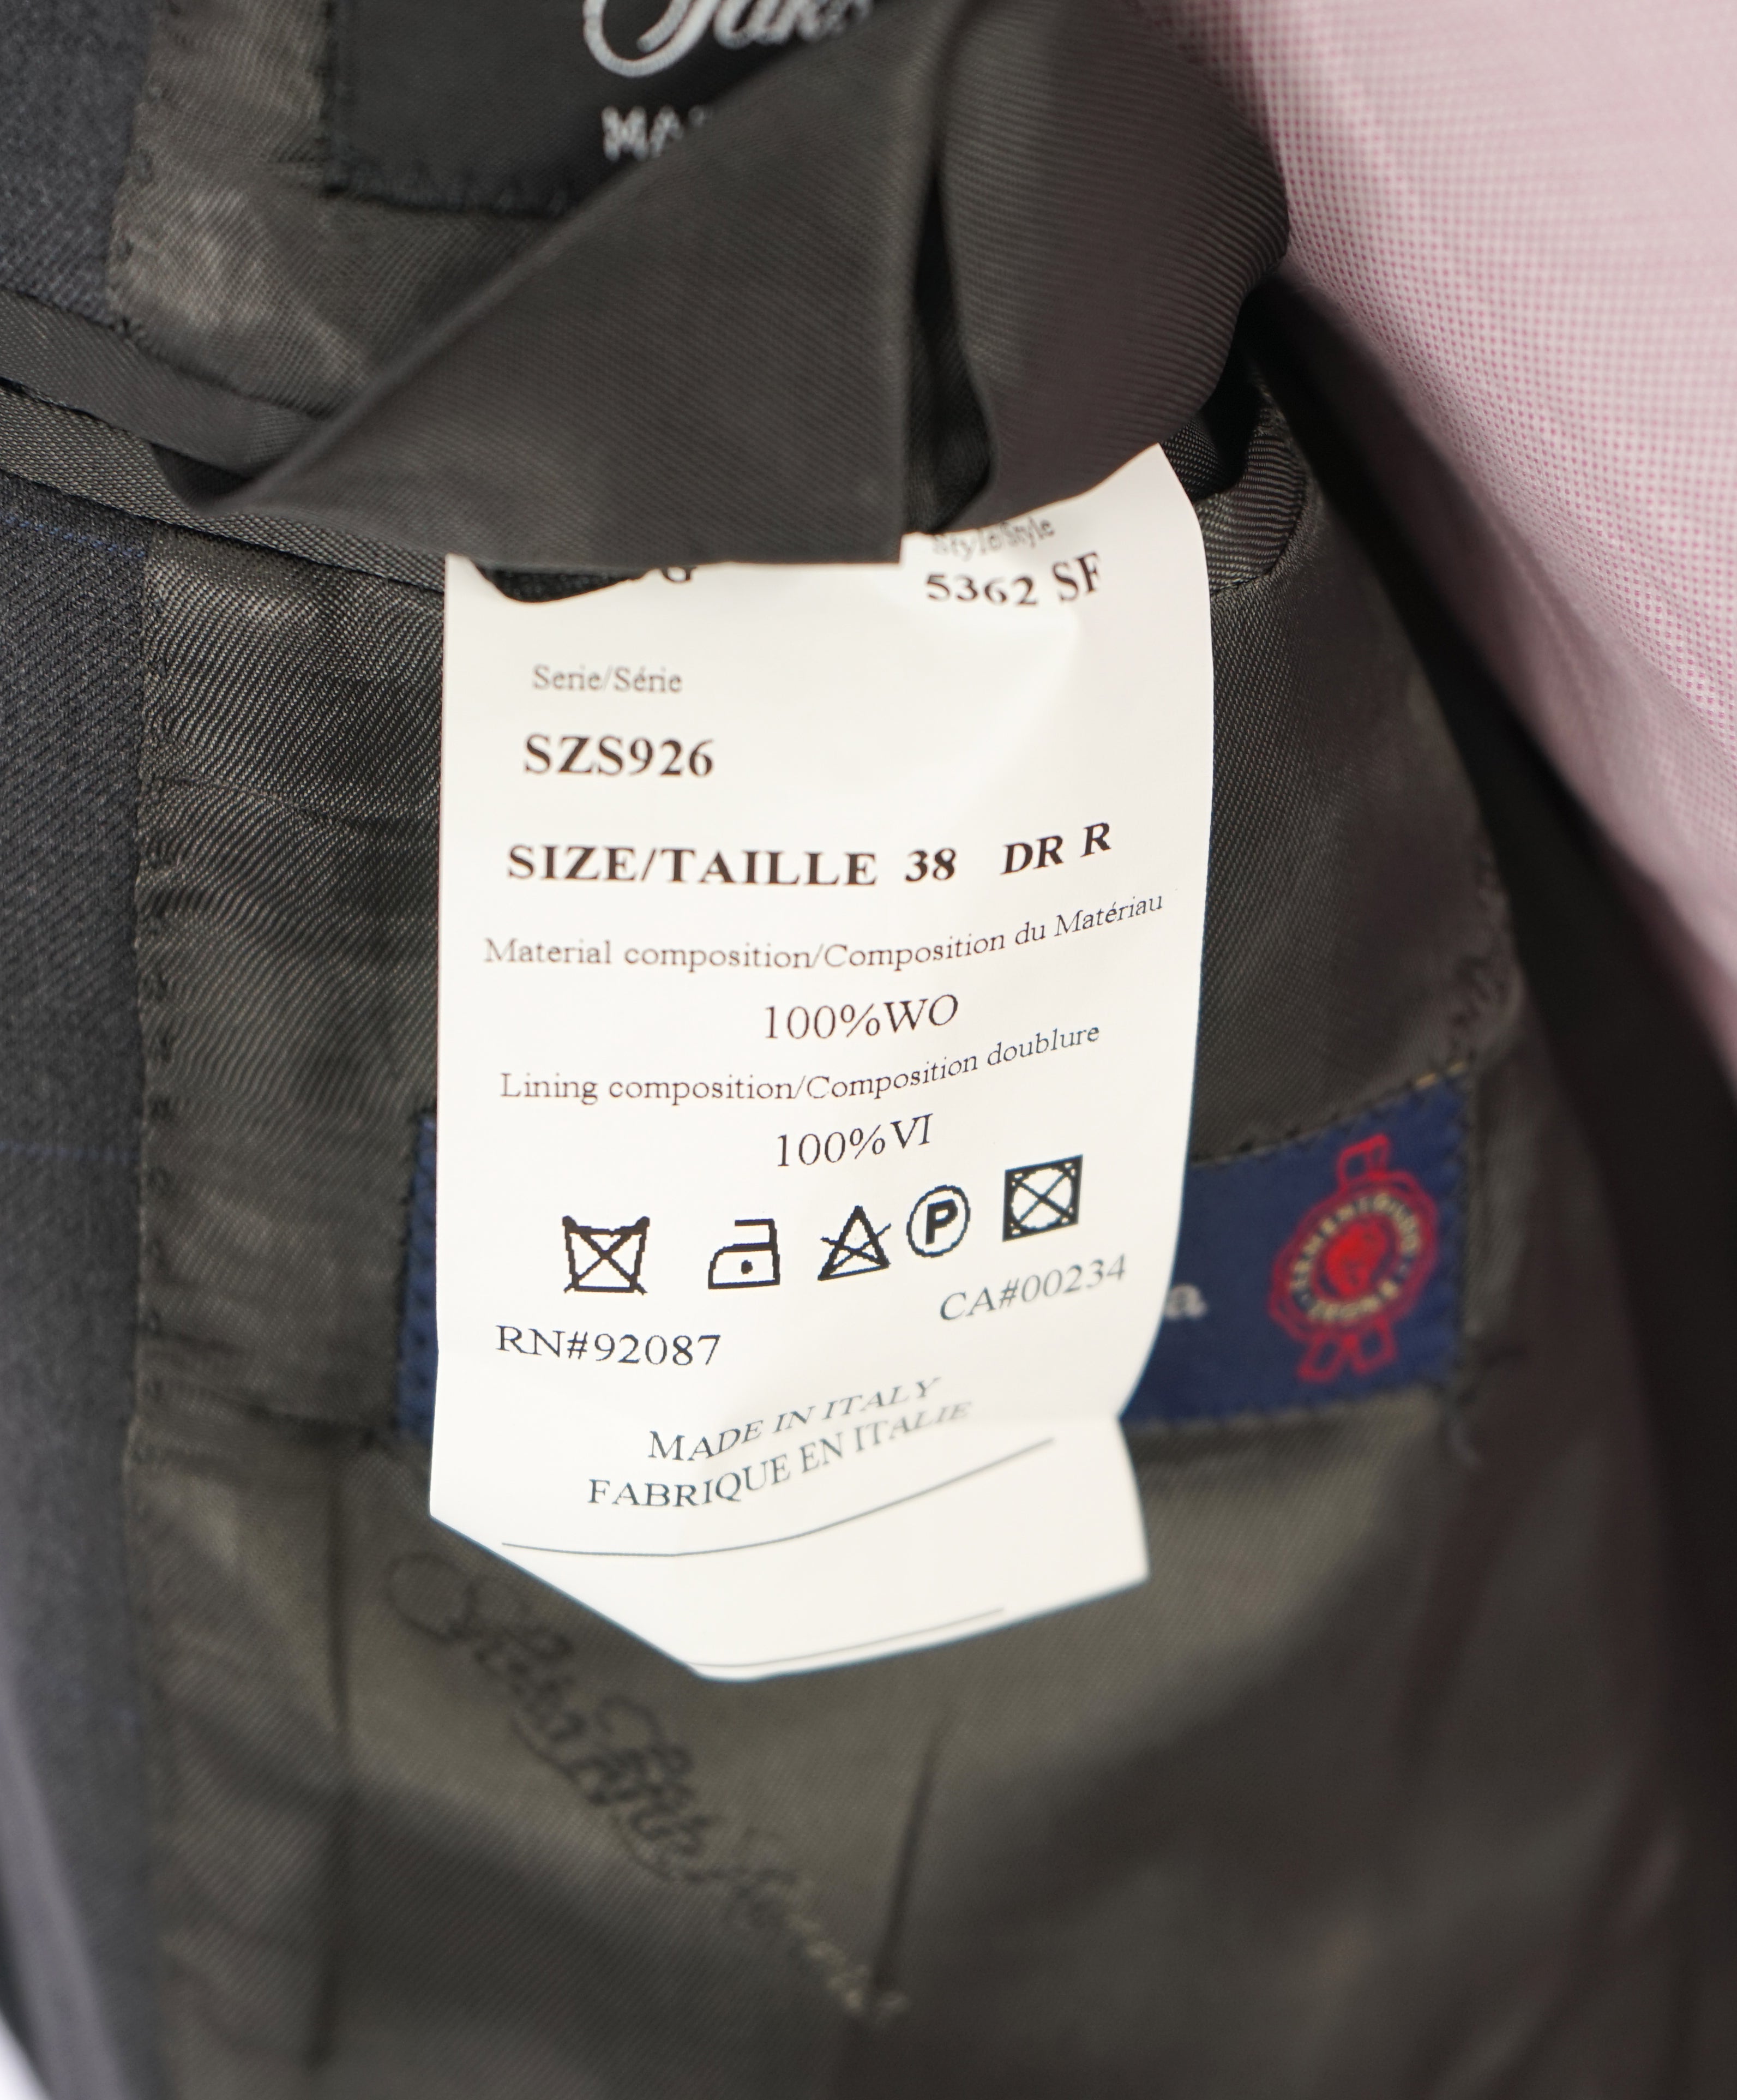 Style/Style
5362 SF
Serie/Série
SZS926
SIZE/TAILLE 38 DR R
Material composition/Composition du Matériau
100%WO
Lining composition/Composition doublure
100%VI
P
CA#00234
RN#92087
MADE IN ITALY
FABRIQUE EN ITALIE